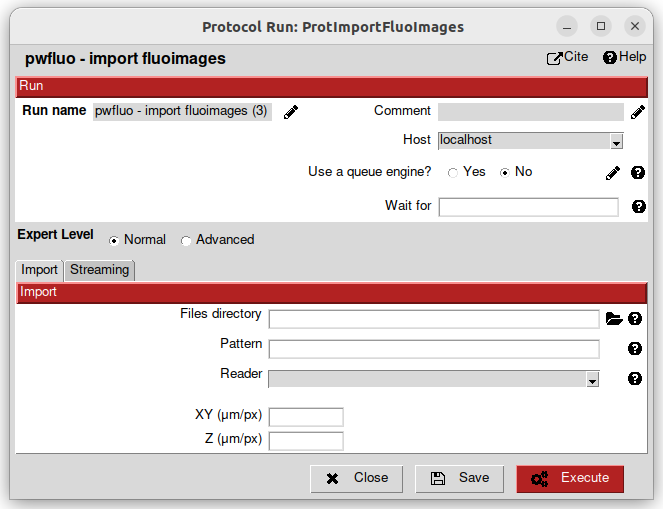 Protocol Run: ProtImportFluoImages
pwfluo - import fluoimages
Cite
Help
Run
Run name pwfluo - import fluoimages (3)
Comment
Host localhost
Use a queue engine? Yes No
Wait for
Expert Level Normal Advanced
Import Streaming
Import
Files directory
Pattern
Reader
XY (µm/px)
Z (µm/px)
Close Save Execute